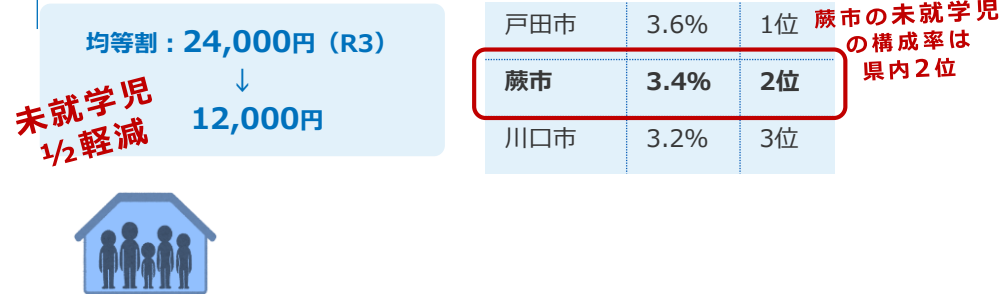 均等割：24,000円（R3）
↓
12,000円
未就学児
½軽減
戸田市 3.6% 1位
蕨市 3.4% 2位
川口市 3.2% 3位
蕨市の未就学児
の構成率は
県内2位